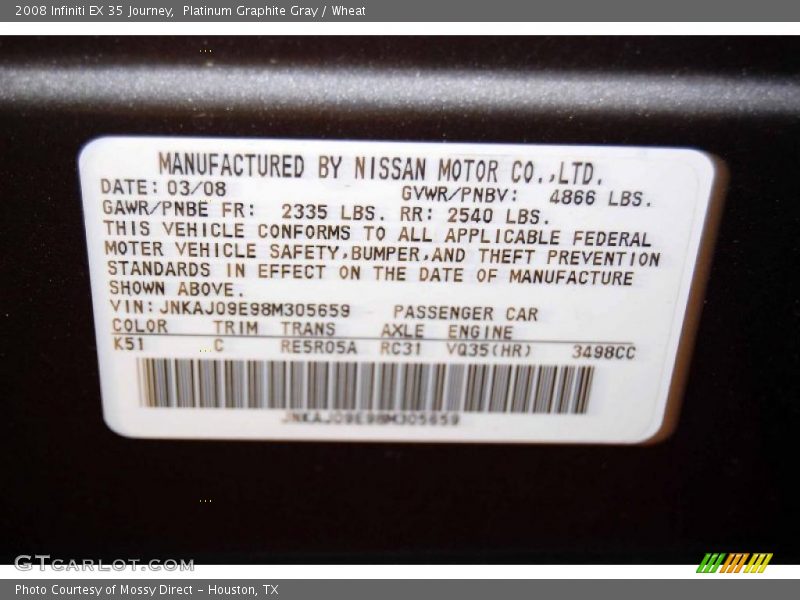 2008 Infiniti EX 35 Journey, Platinum Graphite Gray / Wheat
MANUFACTURED BY NISSAN MOTOR CO.,LTD.
DATE: 03/08 GVWR/PNBV: 4866 LBS.
GAWR/PNBE FR: 2335 LBS. RR: 2540 LBS.
THIS VEHICLE CONFORMS TO ALL APPLICABLE FEDERAL
MOTER VEHICLE SAFETY,BUMPER,AND THEFT PREVENTION
STANDARDS IN EFFECT ON THE DATE OF MANUFACTURE
SHOWN ABOVE.
VIN:JNKAJ09E98M305659 PASSENGER CAR
COLOR TRIM TRANS AXLE ENGINE
K51 C RE5R05A RC31 VQ35(HR) 3498CC
JNKAJ09E98M305659
GTCARLOT.COM
Photo Courtesy of Mossy Direct - Houston, TX